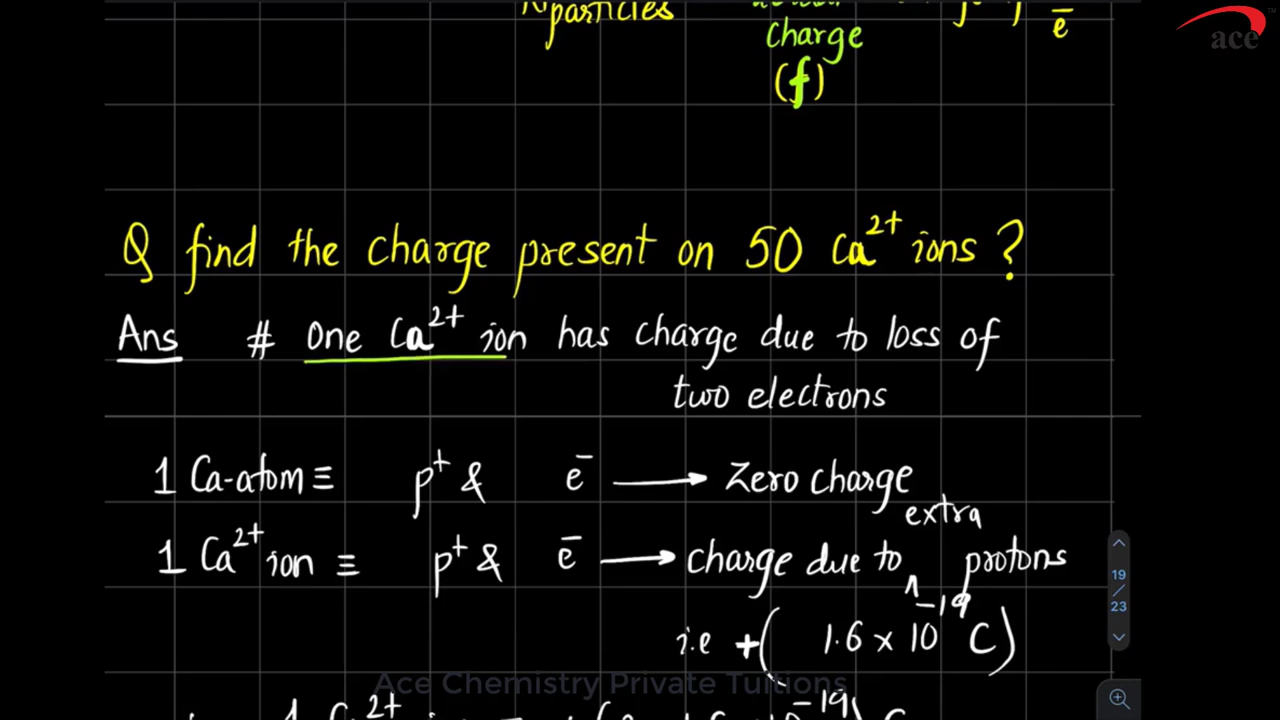 particles
charge
e̅
ace
(f)
Q find the charge present on 50 Ca²⁺ ions ?
Ans # One Ca²⁺ ion has charge due to loss of
two electrons
1 Ca-atom ≡ p⁺ & e̅ ⟶ Zero charge
extra
1 Ca²⁺ ion ≡ p⁺ & e̅ ⟶ charge due to ^ protons
i.e +( 1.6 × 10⁻¹⁹ C)
Ace Chemistry Private Tuitions
19
/
23